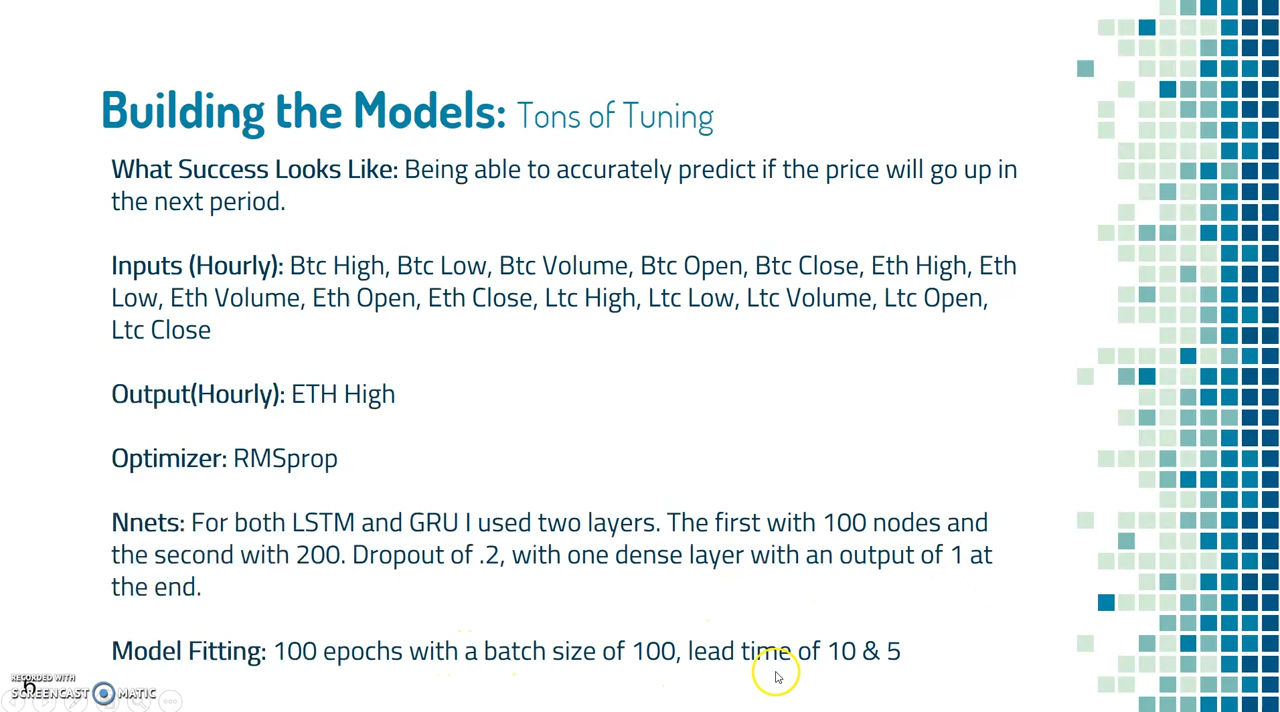 Building the Models: Tons of Tuning
What Success Looks Like: Being able to accurately predict if the price will go up in
the next period.
Inputs (Hourly): Btc High, Btc Low, Btc Volume, Btc Open, Btc Close, Eth High, Eth
Low, Eth Volume, Eth Open, Eth Close, Ltc High, Ltc Low, Ltc Volume, Ltc Open,
Ltc Close
Output(Hourly): ETH High
Optimizer: RMSprop
Nnets: For both LSTM and GRU I used two layers. The first with 100 nodes and
the second with 200. Dropout of .2, with one dense layer with an output of 1 at
the end.
Model Fitting: 100 epochs with a batch size of 100, lead time of 10 & 5
RECORDED WITH
6
SCREENCAST MATIC